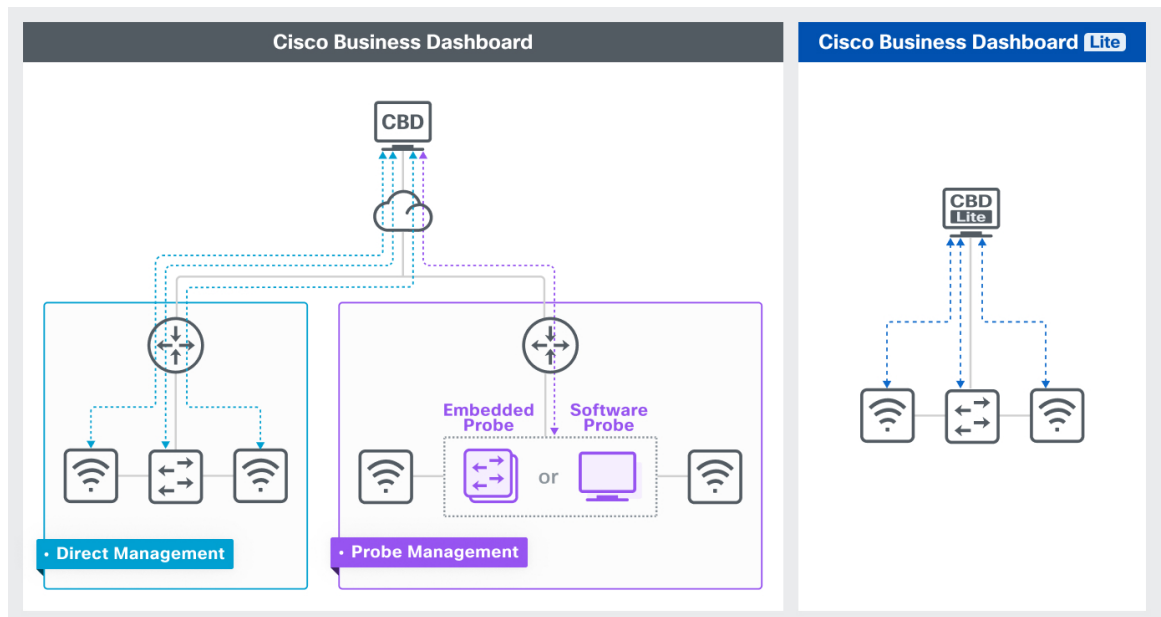 Cisco Business Dashboard
Cisco Business Dashboard Lite
CBD
CBD
Lite
Embedded
Probe
Software
Probe
or
• Direct Management
• Probe Management